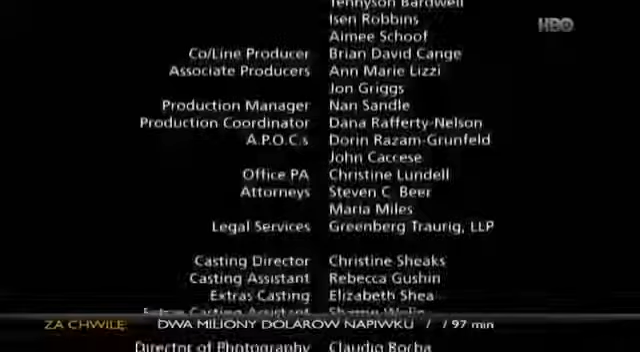 Tennyson Bardwell
Isen Robbins
HBO
Aimee Schoof
Co/Line Producer Brian David Cange
Associate Producers Ann Marie Lizzi
Jon Griggs
Production Manager Nan Sandle
Production Coordinator Dana Rafferty-Nelson
A.P.O.C.s Dorin Razam-Grunfeld
John Caccese
Office PA Christine Lundell
Attorneys Steven C. Beer
Maria Miles
Legal Services Greenberg Traurig, LLP
Casting Director Christine Sheaks
Casting Assistant Rebecca Gushin
Extras Casting Elizabeth Shea
Extras Casting Assistant
ZA CHWILĘ: DWA MILIONY DOLARÓW NAPIWKU / / 97 min
Director of Photography Claudio Rocha